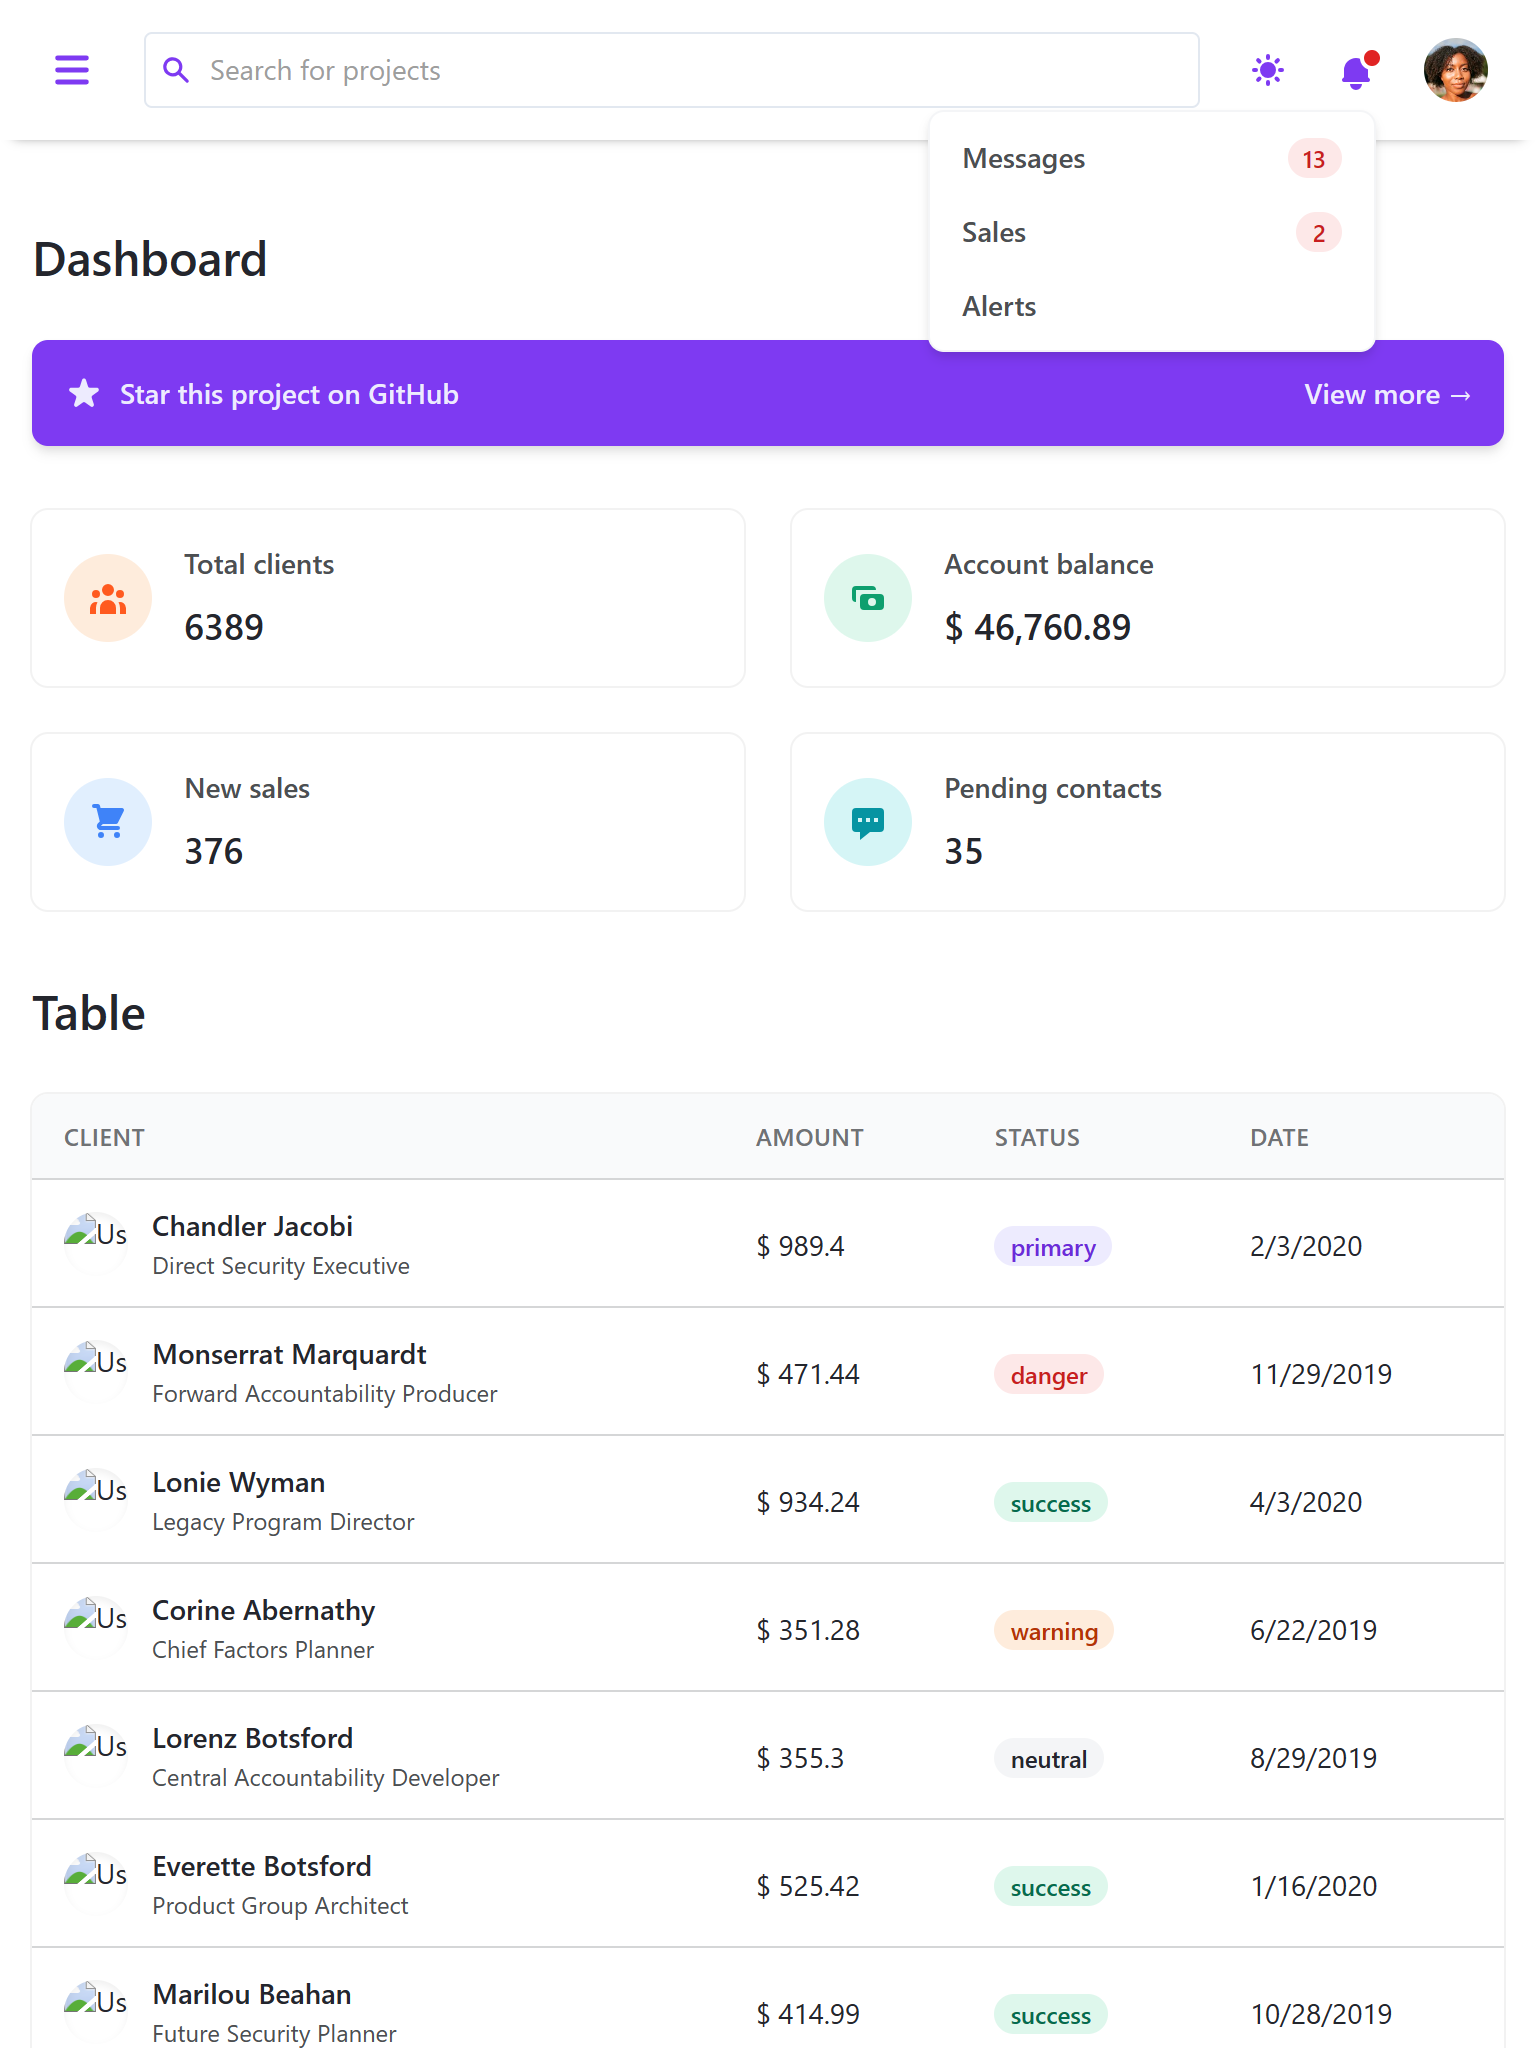 Search for projects
Messages 13
Sales 2
Alerts
Dashboard
Star this project on GitHub View more →
Total clients
6389
Account balance
$ 46,760.89
New sales
376
Pending contacts
35
Table
CLIENT AMOUNT STATUS DATE
Us Chandler Jacobi
Direct Security Executive
$ 989.4 primary 2/3/2020
Us Monserrat Marquardt
Forward Accountability Producer
$ 471.44 danger 11/29/2019
Us Lonie Wyman
Legacy Program Director
$ 934.24 success 4/3/2020
Us Corine Abernathy
Chief Factors Planner
$ 351.28 warning 6/22/2019
Us Lorenz Botsford
Central Accountability Developer
$ 355.3 neutral 8/29/2019
Us Everette Botsford
Product Group Architect
$ 525.42 success 1/16/2020
Us Marilou Beahan
Future Security Planner
$ 414.99 success 10/28/2019